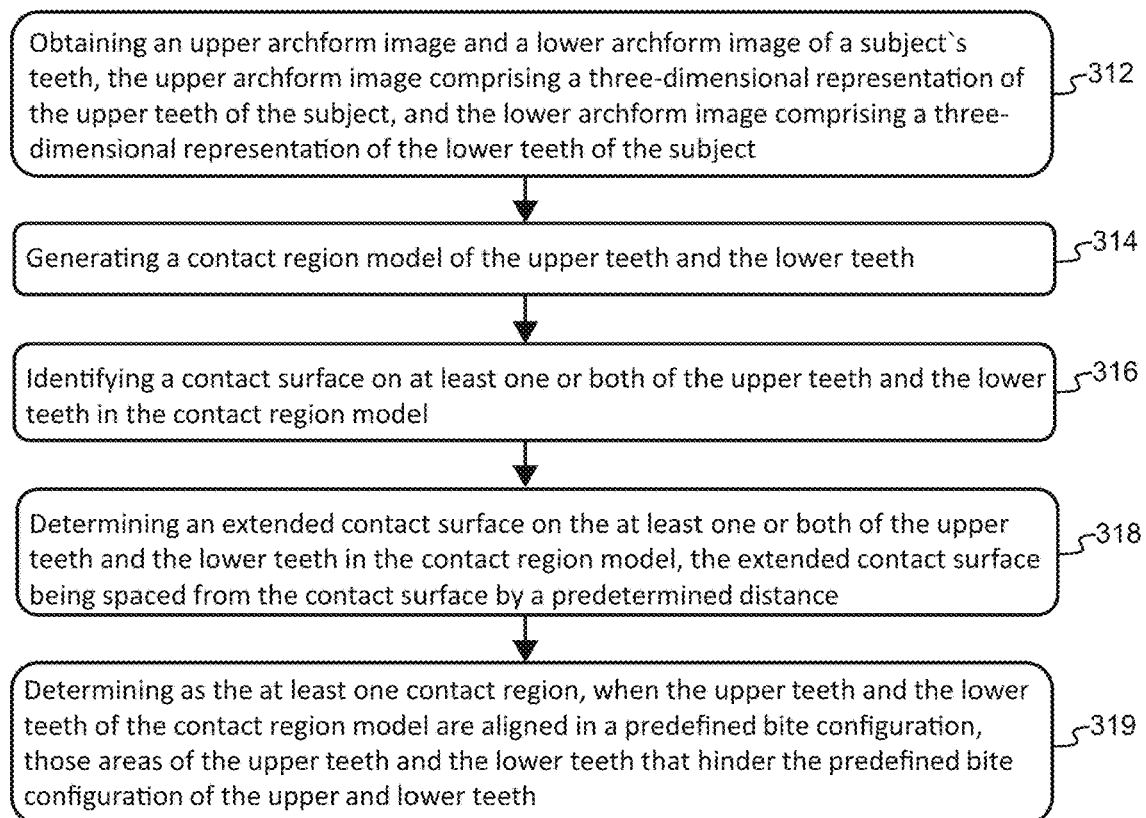 Obtaining an upper archform image and a lower archform image of a subject`s
teeth, the upper archform image comprising a three-dimensional representation of
the upper teeth of the subject, and the lower archform image comprising a three-
dimensional representation of the lower teeth of the subject
312
Generating a contact region model of the upper teeth and the lower teeth
314
Identifying a contact surface on at least one or both of the upper teeth and the lower
teeth in the contact region model
316
Determining an extended contact surface on the at least one or both of the upper
teeth and the lower teeth in the contact region model, the extended contact surface
being spaced from the contact surface by a predetermined distance
318
Determining as the at least one contact region, when the upper teeth and the lower
teeth of the contact region model are aligned in a predefined bite configuration,
those areas of the upper teeth and the lower teeth that hinder the predefined bite
configuration of the upper and lower teeth
319